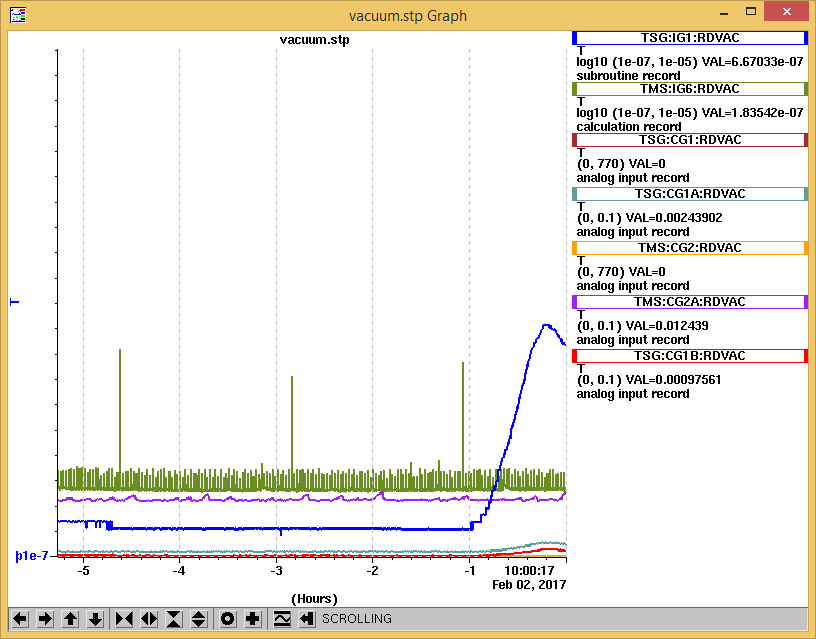 vacuum.stp Graph
vacuum.stp
TSG:IG1:RDVAC
T
log10 (1e-07, 1e-05) VAL=6.67033e-07
subroutine record
TMS:IG6:RDVAC
T
log10 (1e-07, 1e-05) VAL=1.83542e-07
calculation record
TSG:CG1:RDVAC
T
(0, 770) VAL=0
analog input record
TSG:CG1A:RDVAC
T
(0, 0.1) VAL=0.00243902
analog input record
TMS:CG2:RDVAC
T
(0, 770) VAL=0
analog input record
TMS:CG2A:RDVAC
T
(0, 0.1) VAL=0.012439
analog input record
TSG:CG1B:RDVAC
T
(0, 0.1) VAL=0.00097561
analog input record
T
1e-7
-5 -4 -3 -2 -1 10:00:17
Feb 02, 2017
(Hours)
SCROLLING